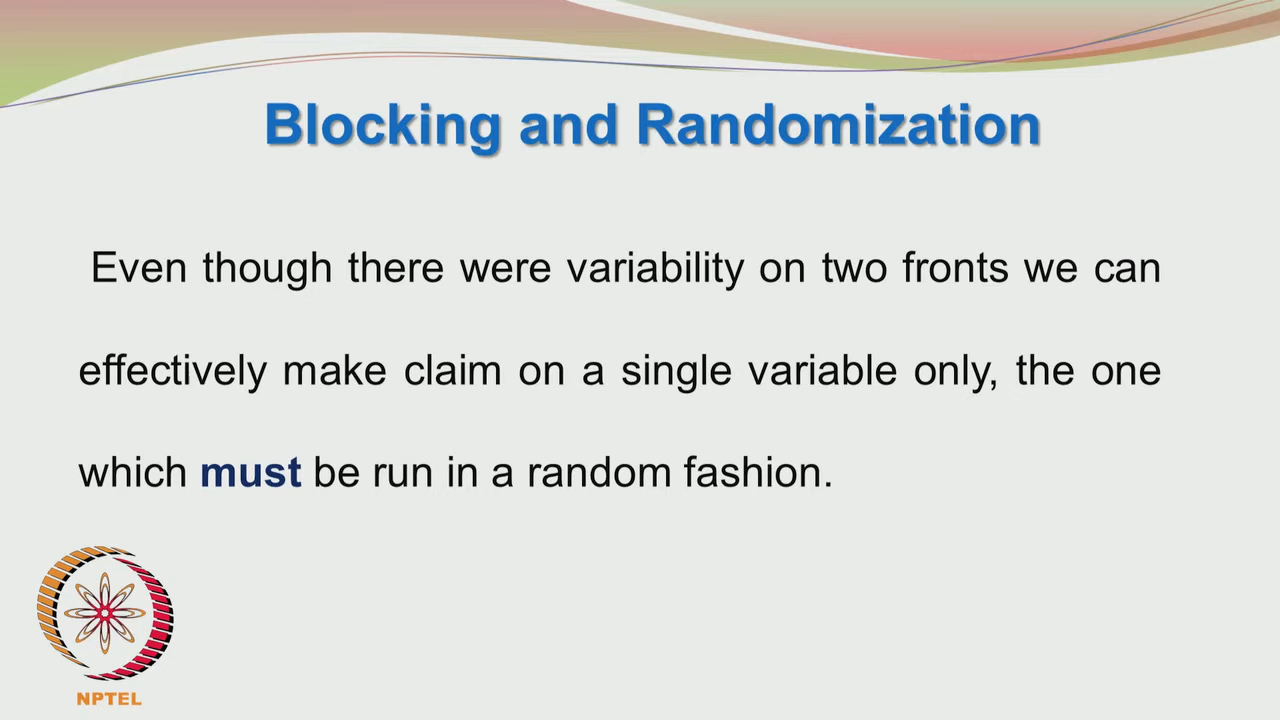 Blocking and Randomization
Even though there were variability on two fronts we can
effectively make claim on a single variable only, the one
which must be run in a random fashion.
NPTEL